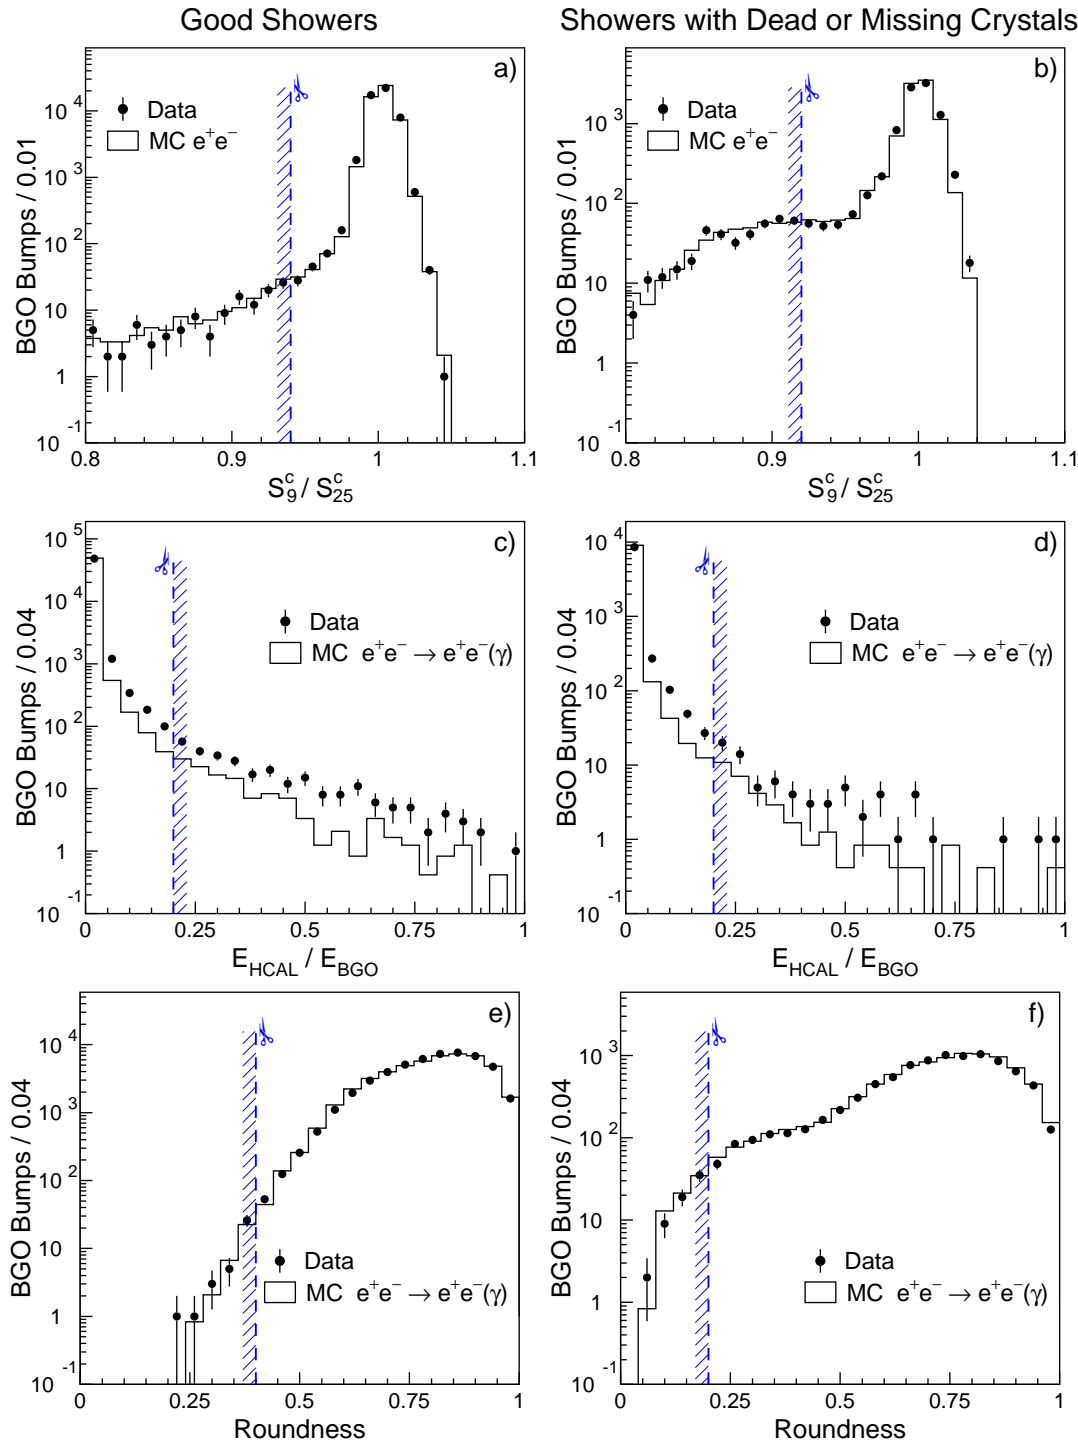 Good Showers
Showers with Dead or Missing Crystals
a)
Data
MC e⁺e⁻
BGO Bumps / 0.01
10⁴
10³
10²
10
1
10⁻¹
0.8 0.9 1 1.1
S₉ᶜ / S₂₅ᶜ
b)
Data
MC e⁺e⁻
BGO Bumps / 0.01
10³
10²
10
1
10⁻¹
0.8 0.9 1 1.1
S₉ᶜ / S₂₅ᶜ
c)
Data
MC e⁺e⁻ → e⁺e⁻(γ)
BGO Bumps / 0.04
10⁵
10⁴
10³
10²
10
1
10⁻¹
0 0.25 0.5 0.75 1
E_HCAL / E_BGO
d)
Data
MC e⁺e⁻ → e⁺e⁻(γ)
BGO Bumps / 0.04
10⁴
10³
10²
10
1
10⁻¹
0 0.25 0.5 0.75 1
E_HCAL / E_BGO
e)
Data
MC e⁺e⁻ → e⁺e⁻(γ)
BGO Bumps / 0.04
10⁴
10³
10²
10
1
10⁻¹
0 0.25 0.5 0.75 1
Roundness
f)
Data
MC e⁺e⁻ → e⁺e⁻(γ)
BGO Bumps / 0.04
10³
10²
10
1
10⁻¹
0 0.25 0.5 0.75 1
Roundness